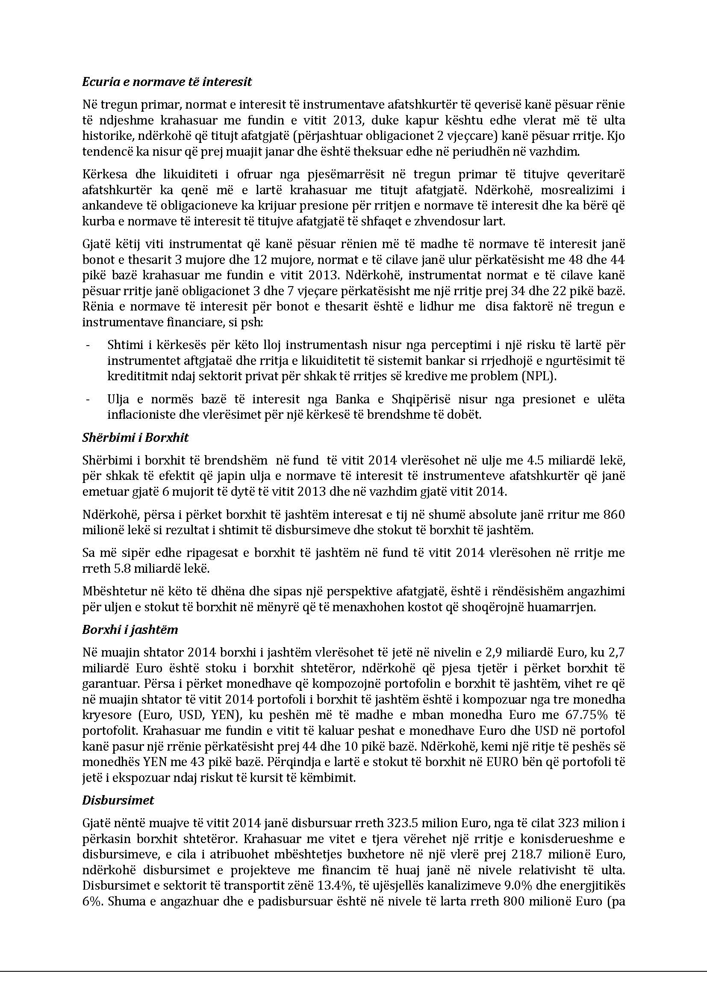 Ecuria e normave të interesit
Në tregun primar, normat e interesit të instrumentave afatshkurtër të qeverisë kanë pësuar rënie
të ndjeshme krahasuar me fundin e vitit 2013, duke kapur kështu edhe vlerat më të ulta
historike, ndërkohë që titujt afatgjatë (përjashtuar obligacionet 2 vjeççare) kanë pësuar rritje. Kjo
tendencë ka nisur që prej muajit janar dhe është theksuar edhe në periudhën në vazhdim.
Kërkesa dhe likuiditeti i ofruar nga pjesëmarrësit në tregun primar të titujve qeveritarë
afatshkurtër ka qenë më e lartë krahasuar me titujt afatgjatë. Ndërkohë, mosrealizimi i
ankandeve të obligacioneve ka krijuar presione për rritjen e normave të interesit dhe ka bërë që
kurba e normave të interesit të titujve afatgjatë të shfaqet e zhvendosur lart.
Gjatë këtij viti instrumentat që kanë pësuar rënien më të madhe të normave të interesit janë
bonot e thesarit 3 mujore dhe 12 mujore, normat e të cilave janë ulur përkatësisht me 48 dhe 44
pikë bazë krahasuar me fundin e vitit 2013. Ndërkohë, instrumentat normat e të cilave kanë
pësuar rritje janë obligacionet 3 dhe 7 vjeçare përkatësisht me një rritje prej 34 dhe 22 pikë bazë.
Rënia e normave të interesit për bonot e thesarit është e lidhur me  disa faktorë në tregun e
instrumentave financiare, si psh:
- Shtimi i kërkesës për këto lloj instrumentash nisur nga perceptimi i një risku të lartë për
instrumentet aftgjataë dhe rritja e likuiditetit të sistemit bankar si rrjedhojë e ngurtësimit të
kredititmit ndaj sektorit privat për shkak të rritjes së kredive me problem (NPL).
- Ulja e normës bazë të interesit nga Banka e Shqipërisë nisur nga presionet e ulëta
inflacioniste dhe vlerësimet për një kërkesë të brendshme të dobët.
Shërbimi i Borxhit
Shërbimi i borxhit të brendshëm  në fund  të vitit 2014 vlerësohet në ulje me 4.5 miliardë lekë,
për shkak të efektit që japin ulja e normave të interesit të instrumenteve afatshkurtër që janë
emetuar gjatë 6 mujorit të dytë të vitit 2013 dhe në vazhdim gjatë vitit 2014.
Ndërkohë, përsa i përket borxhit të jashtëm interesat e tij në shumë absolute janë rritur me 860
milionë lekë si rezultat i shtimit të disbursimeve dhe stokut të borxhit të jashtëm.
Sa më sipër edhe ripagesat e borxhit të jashtëm në fund të vitit 2014 vlerësohen në rritje me
rreth 5.8 miliardë lekë.
Mbështetur në këto të dhëna dhe sipas një perspektive afatgjatë, është i rëndësishëm angazhimi
për uljen e stokut të borxhit në mënyrë që të menaxhohen kostot që shoqërojnë huamarrjen.
Borxhi i jashtëm
Në muajin shtator 2014 borxhi i jashtëm vlerësohet të jetë në nivelin e 2,9 miliardë Euro, ku 2,7
miliardë Euro është stoku i borxhit shtetëror, ndërkohë që pjesa tjetër i përket borxhit të
garantuar. Përsa i përket monedhave që kompozojnë portofolin e borxhit të jashtëm, vihet re që
në muajin shtator të vitit 2014 portofoli i borxhit të jashtëm është i kompozuar nga tre monedha
kryesore (Euro, USD, YEN), ku peshën më të madhe e mban monedha Euro me 67.75% të
portofolit. Krahasuar me fundin e vitit të kaluar peshat e monedhave Euro dhe USD në portofol
kanë pasur një rrënie përkatësisht prej 44 dhe 10 pikë bazë. Ndërkohë, kemi një ritje të peshës së
monedhës YEN me 43 pikë bazë. Përqindja e lartë e stokut të borxhit në EURO bën që portofoli të
jetë i ekspozuar ndaj riskut të kursit të këmbimit.
Disbursimet
Gjatë nëntë muajve të vitit 2014 janë disbursuar rreth 323.5 milion Euro, nga të cilat 323 milion i
përkasin borxhit shtetëror. Krahasuar me vitet e tjera vërehet një rritje e konisderueshme e
disbursimeve, e cila i atribuohet mbështetjes buxhetore në një vlerë prej 218.7 milionë Euro,
ndërkohë disbursimet e projekteve me financim të huaj janë në nivele relativisht të ulta.
Disbursimet e sektorit të transportit zënë 13.4%, të ujësjellës kanalizimeve 9.0% dhe energjitikës
6%. Shuma e angazhuar dhe e padisbursuar është në nivele të larta rreth 800 milionë Euro (pa